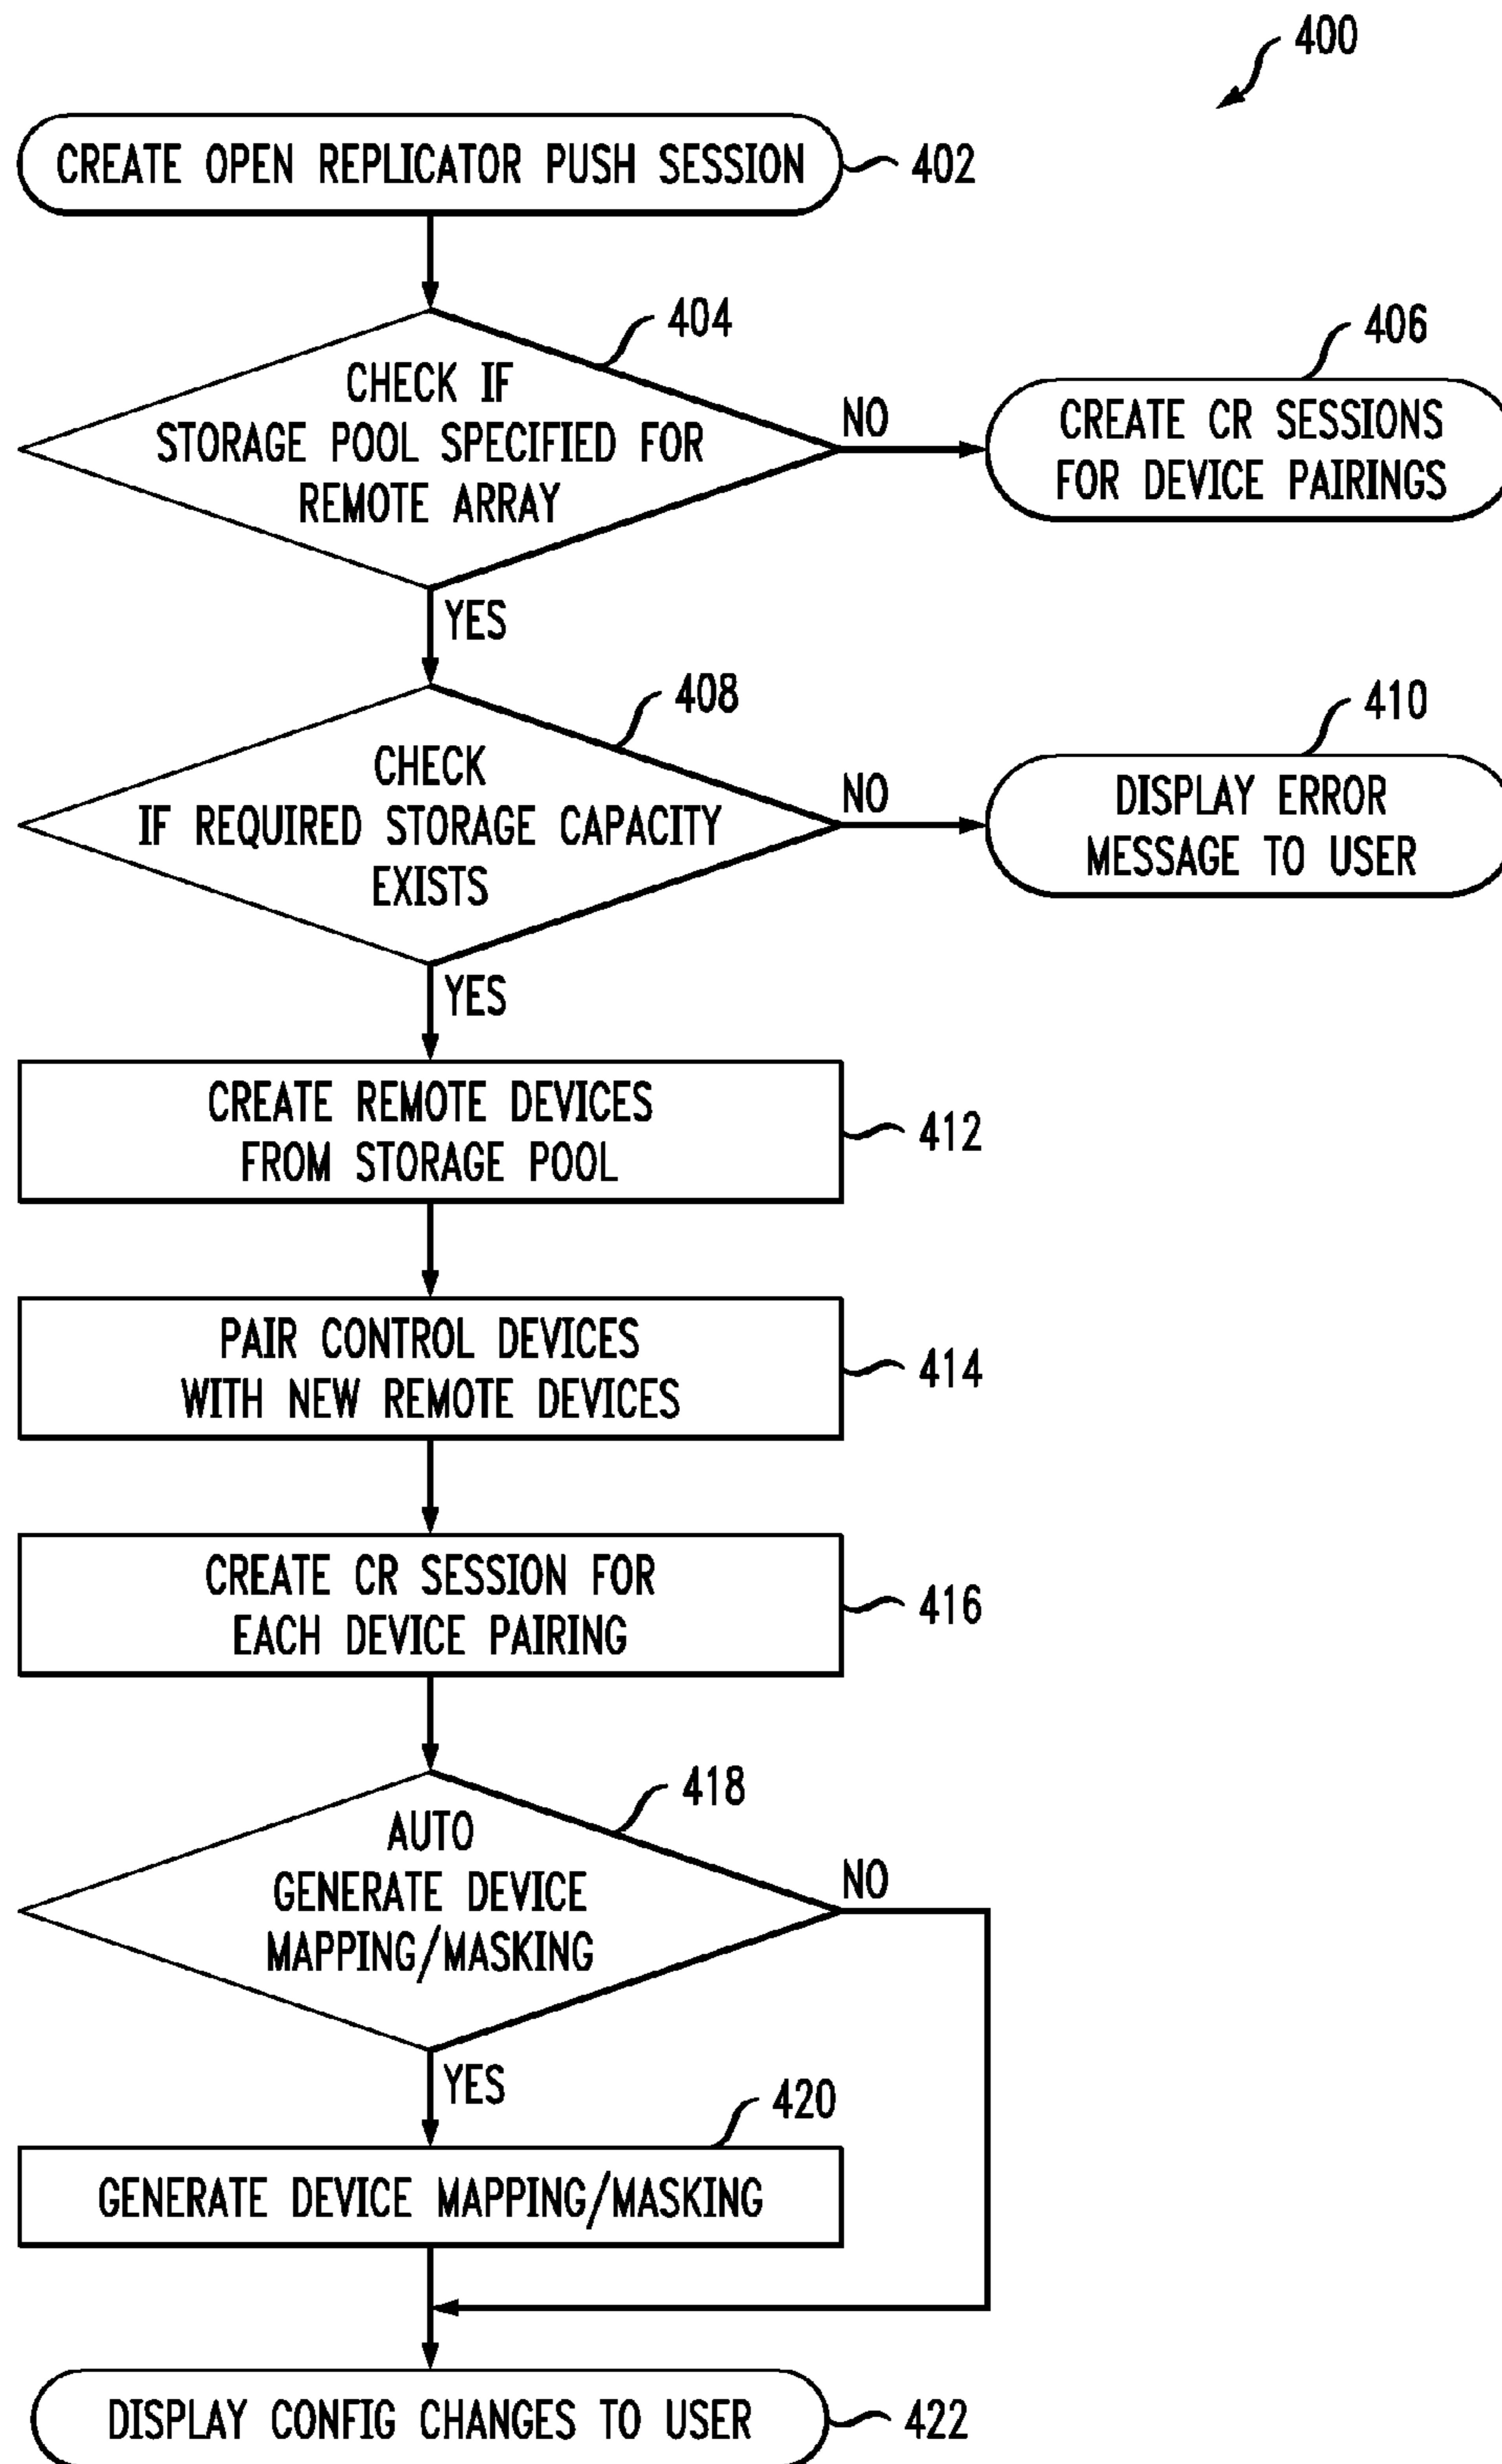 400
CREATE OPEN REPLICATOR PUSH SESSION
402
404
CHECK IF
STORAGE POOL SPECIFIED FOR
REMOTE ARRAY
NO
406
CREATE CR SESSIONS
FOR DEVICE PAIRINGS
YES
408
CHECK
IF REQUIRED STORAGE CAPACITY
EXISTS
NO
410
DISPLAY ERROR
MESSAGE TO USER
YES
CREATE REMOTE DEVICES
FROM STORAGE POOL
412
PAIR CONTROL DEVICES
WITH NEW REMOTE DEVICES
414
CREATE CR SESSION FOR
EACH DEVICE PAIRING
416
418
AUTO
GENERATE DEVICE
MAPPING/MASKING
NO
YES
420
GENERATE DEVICE MAPPING/MASKING
DISPLAY CONFIG CHANGES TO USER
422